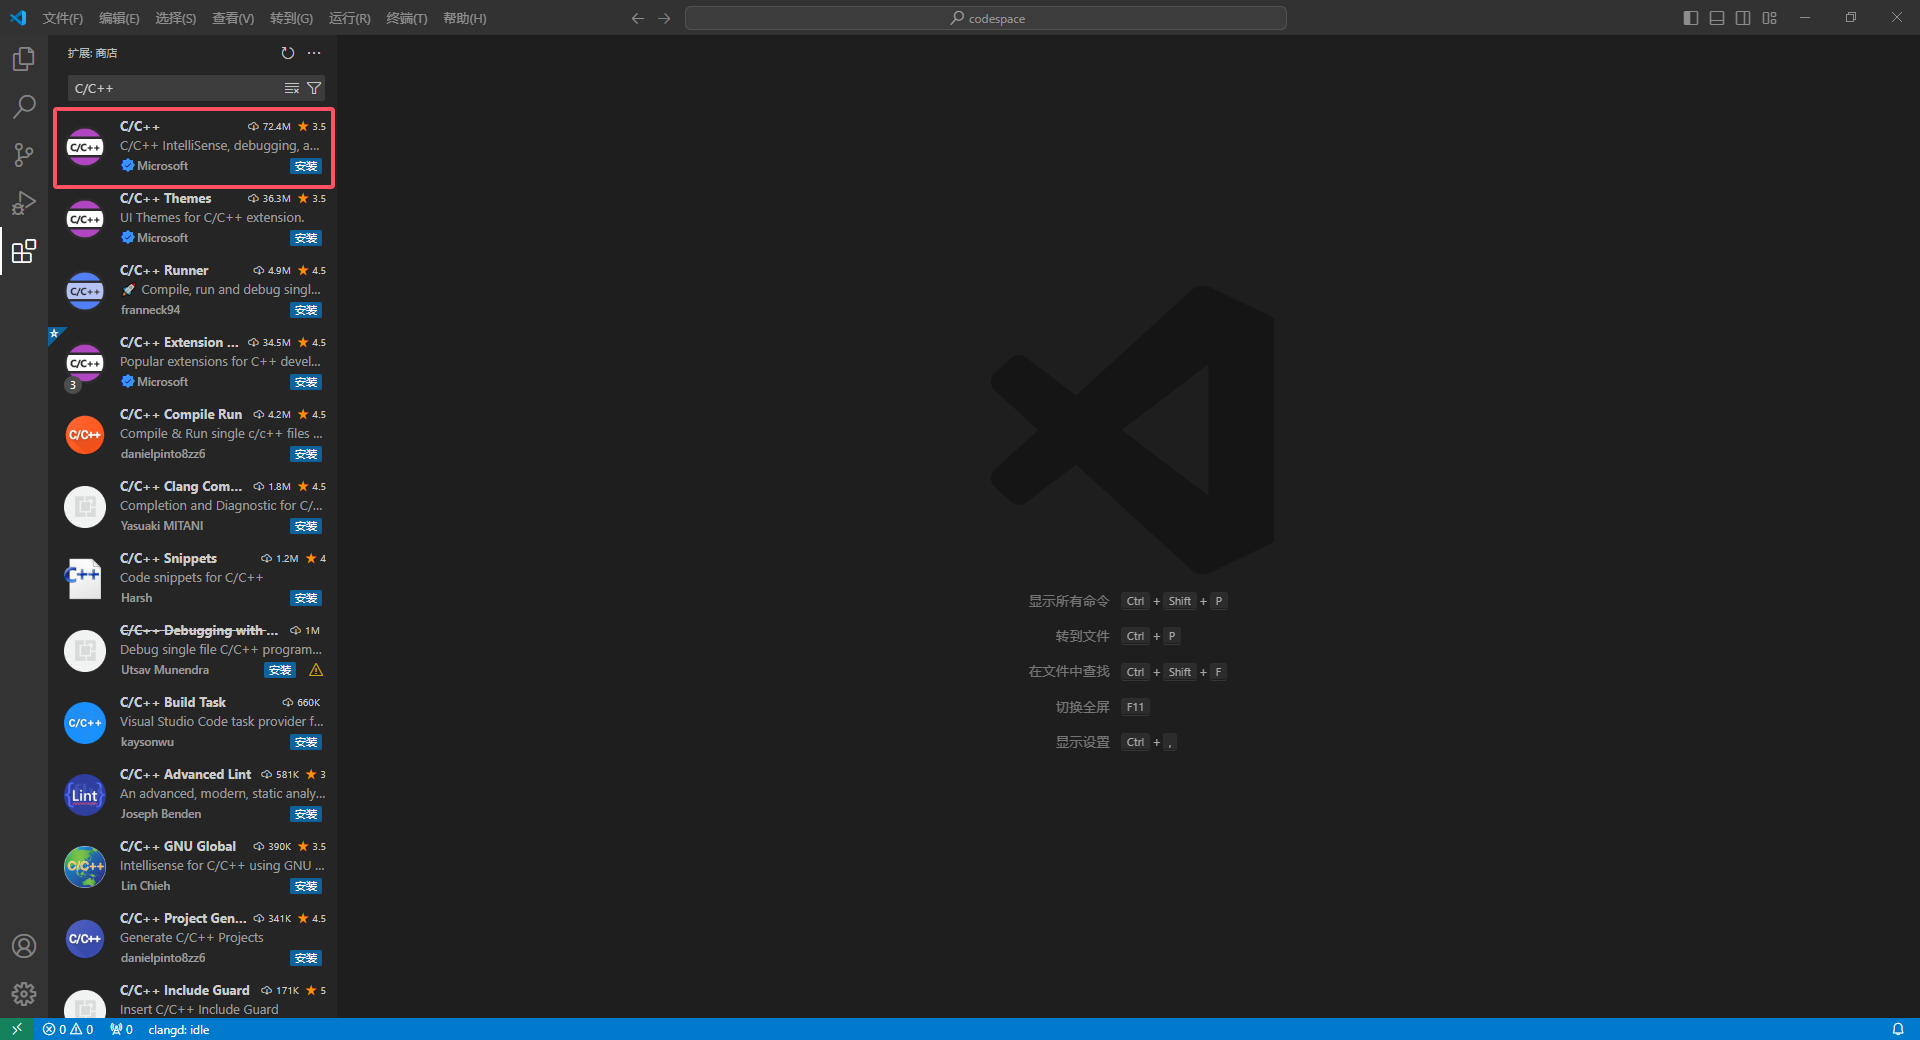 文件(F) 编辑(E) 选择(S) 查看(V) 转到(G) 运行(R) 终端(T) 帮助(H) codespace
扩展: 商店
C/C++
C/C++ 72.4M 3.5
C/C++ IntelliSense, debugging, a...
Microsoft 安装
C/C++
C/C++ Themes 36.3M 3.5
UI Themes for C/C++ extension.
Microsoft 安装
C/C++
C/C++ Runner 4.9M 4.5
Compile, run and debug singl...
franneck94 安装
C/C++
C/C++ Extension ... 34.5M 4.5
Popular extensions for C++ devel...
Microsoft 安装
C/C++
3
C/C++ Compile Run 4.2M 4.5
Compile & Run single c/c++ files ...
danielpinto8zz6 安装
C/C++
C/C++ Clang Com... 1.8M 4.5
Completion and Diagnostic for C/...
Yasuaki MITANI 安装
C/C++ Snippets 1.2M 4
Code snippets for C/C++
Harsh 安装
C++
C/C++ Debugging with ... 1M
Debug single file C/C++ program...
Utsav Munendra 安装
C/C++ Build Task 660K
Visual Studio Code task provider f...
kaysonwu 安装
C/C++
C/C++ Advanced Lint 581K 3
An advanced, modern, static analy...
Joseph Benden 安装
{Lint}
C/C++ GNU Global 390K 3.5
Intellisense for C/C++ using GNU ...
Lin Chieh 安装
C/C++
C/C++ Project Gen... 341K 4.5
Generate C/C++ Projects
danielpinto8zz6 安装
C/C++
C/C++ Include Guard 171K 5
Insert C/C++ Include Guard
显示所有命令 Ctrl + Shift + P
转到文件 Ctrl + P
在文件中查找 Ctrl + Shift + F
切换全屏 F11
显示设置 Ctrl + ,
0 0 0 clangd: idle